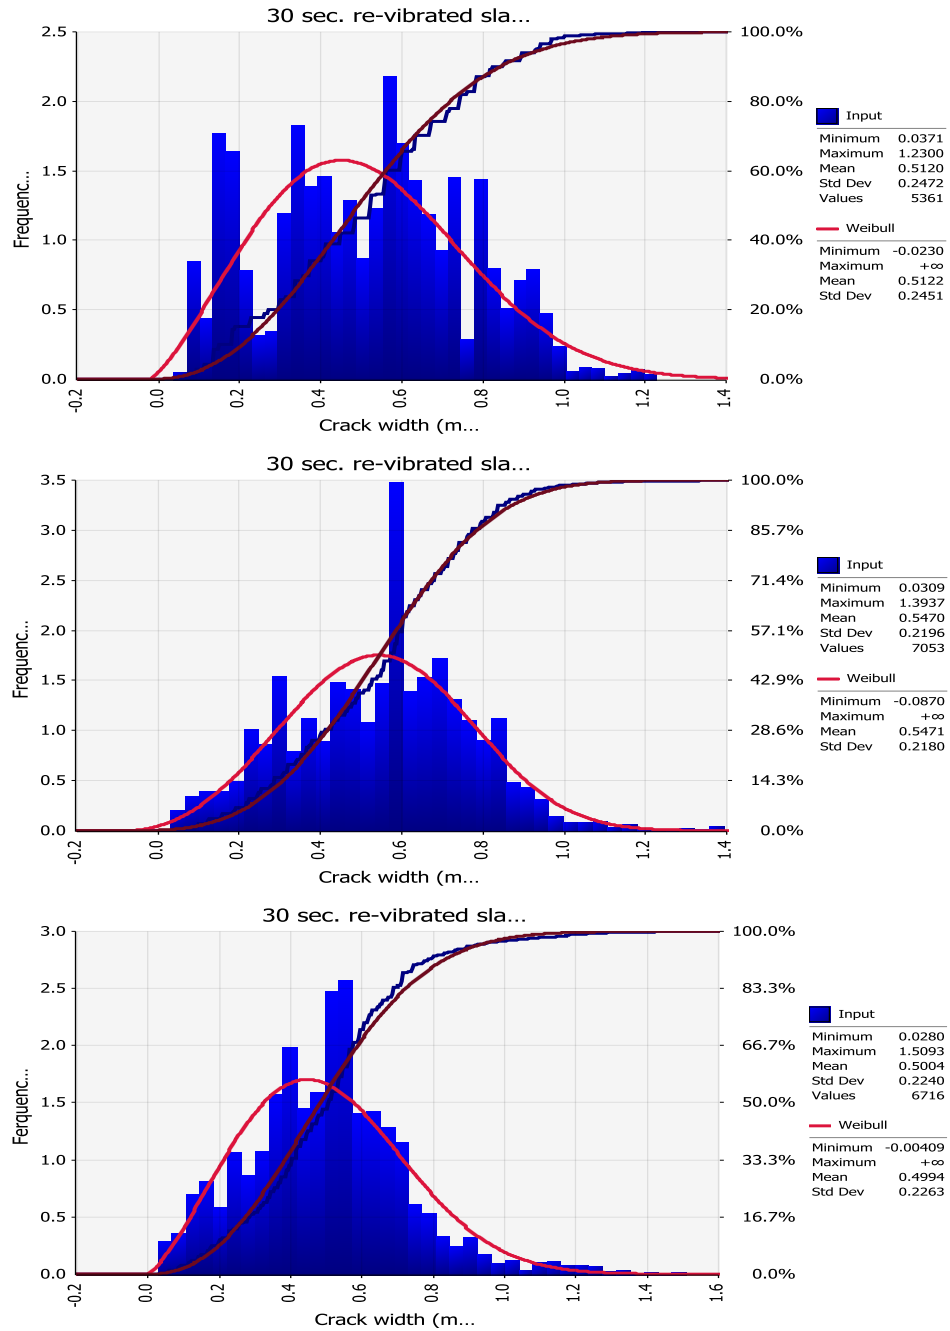 30 sec. re-vibrated sla...
2.5
2.0
1.5
1.0
0.5
0.0
100.0%
80.0%
60.0%
40.0%
20.0%
0.0%
-0.2
0.0
0.2
0.4
0.6
0.8
1.0
1.2
1.4
Frequenc...
Crack width (m...
Input
Minimum 0.0371
Maximum 1.2300
Mean 0.5120
Std Dev 0.2472
Values 5361
Weibull
Minimum -0.0230
Maximum +∞
Mean 0.5122
Std Dev 0.2451
30 sec. re-vibrated sla...
3.5
3.0
2.5
2.0
1.5
1.0
0.5
0.0
100.0%
85.7%
71.4%
57.1%
42.9%
28.6%
14.3%
0.0%
-0.2
0.0
0.2
0.4
0.6
0.8
1.0
1.2
1.4
Frequenc...
Crack width (m...
Input
Minimum 0.0309
Maximum 1.3937
Mean 0.5470
Std Dev 0.2196
Values 7053
Weibull
Minimum -0.0870
Maximum +∞
Mean 0.5471
Std Dev 0.2180
30 sec. re-vibrated sla...
3.0
2.5
2.0
1.5
1.0
0.5
0.0
100.0%
83.3%
66.7%
50.0%
33.3%
16.7%
0.0%
-0.2
0.0
0.2
0.4
0.6
0.8
1.0
1.2
1.4
1.6
Ferquenc...
Crack width (m...
Input
Minimum 0.0280
Maximum 1.5093
Mean 0.5004
Std Dev 0.2240
Values 6716
Weibull
Minimum -0.00409
Maximum +∞
Mean 0.4994
Std Dev 0.2263